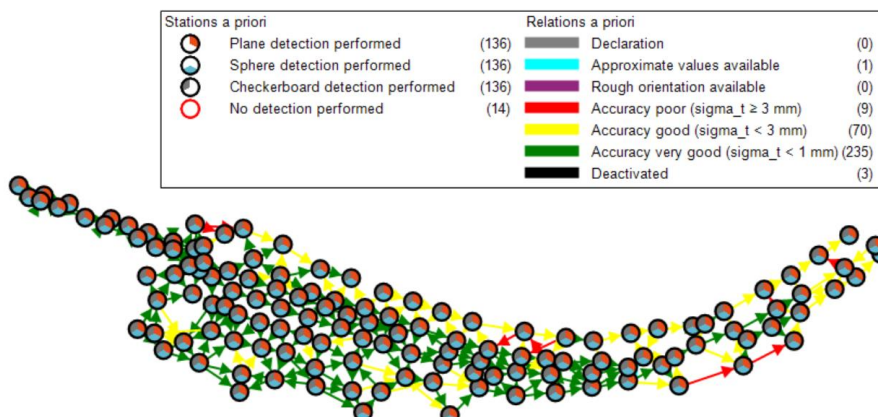 Stations a priori
Plane detection performed (136)
Sphere detection performed (136)
Checkerboard detection performed (136)
No detection performed (14)
Relations a priori
Declaration (0)
Approximate values available (1)
Rough orientation available (0)
Accuracy poor (sigma_t ≥ 3 mm) (9)
Accuracy good (sigma_t < 3 mm) (70)
Accuracy very good (sigma_t < 1 mm) (235)
Deactivated (3)